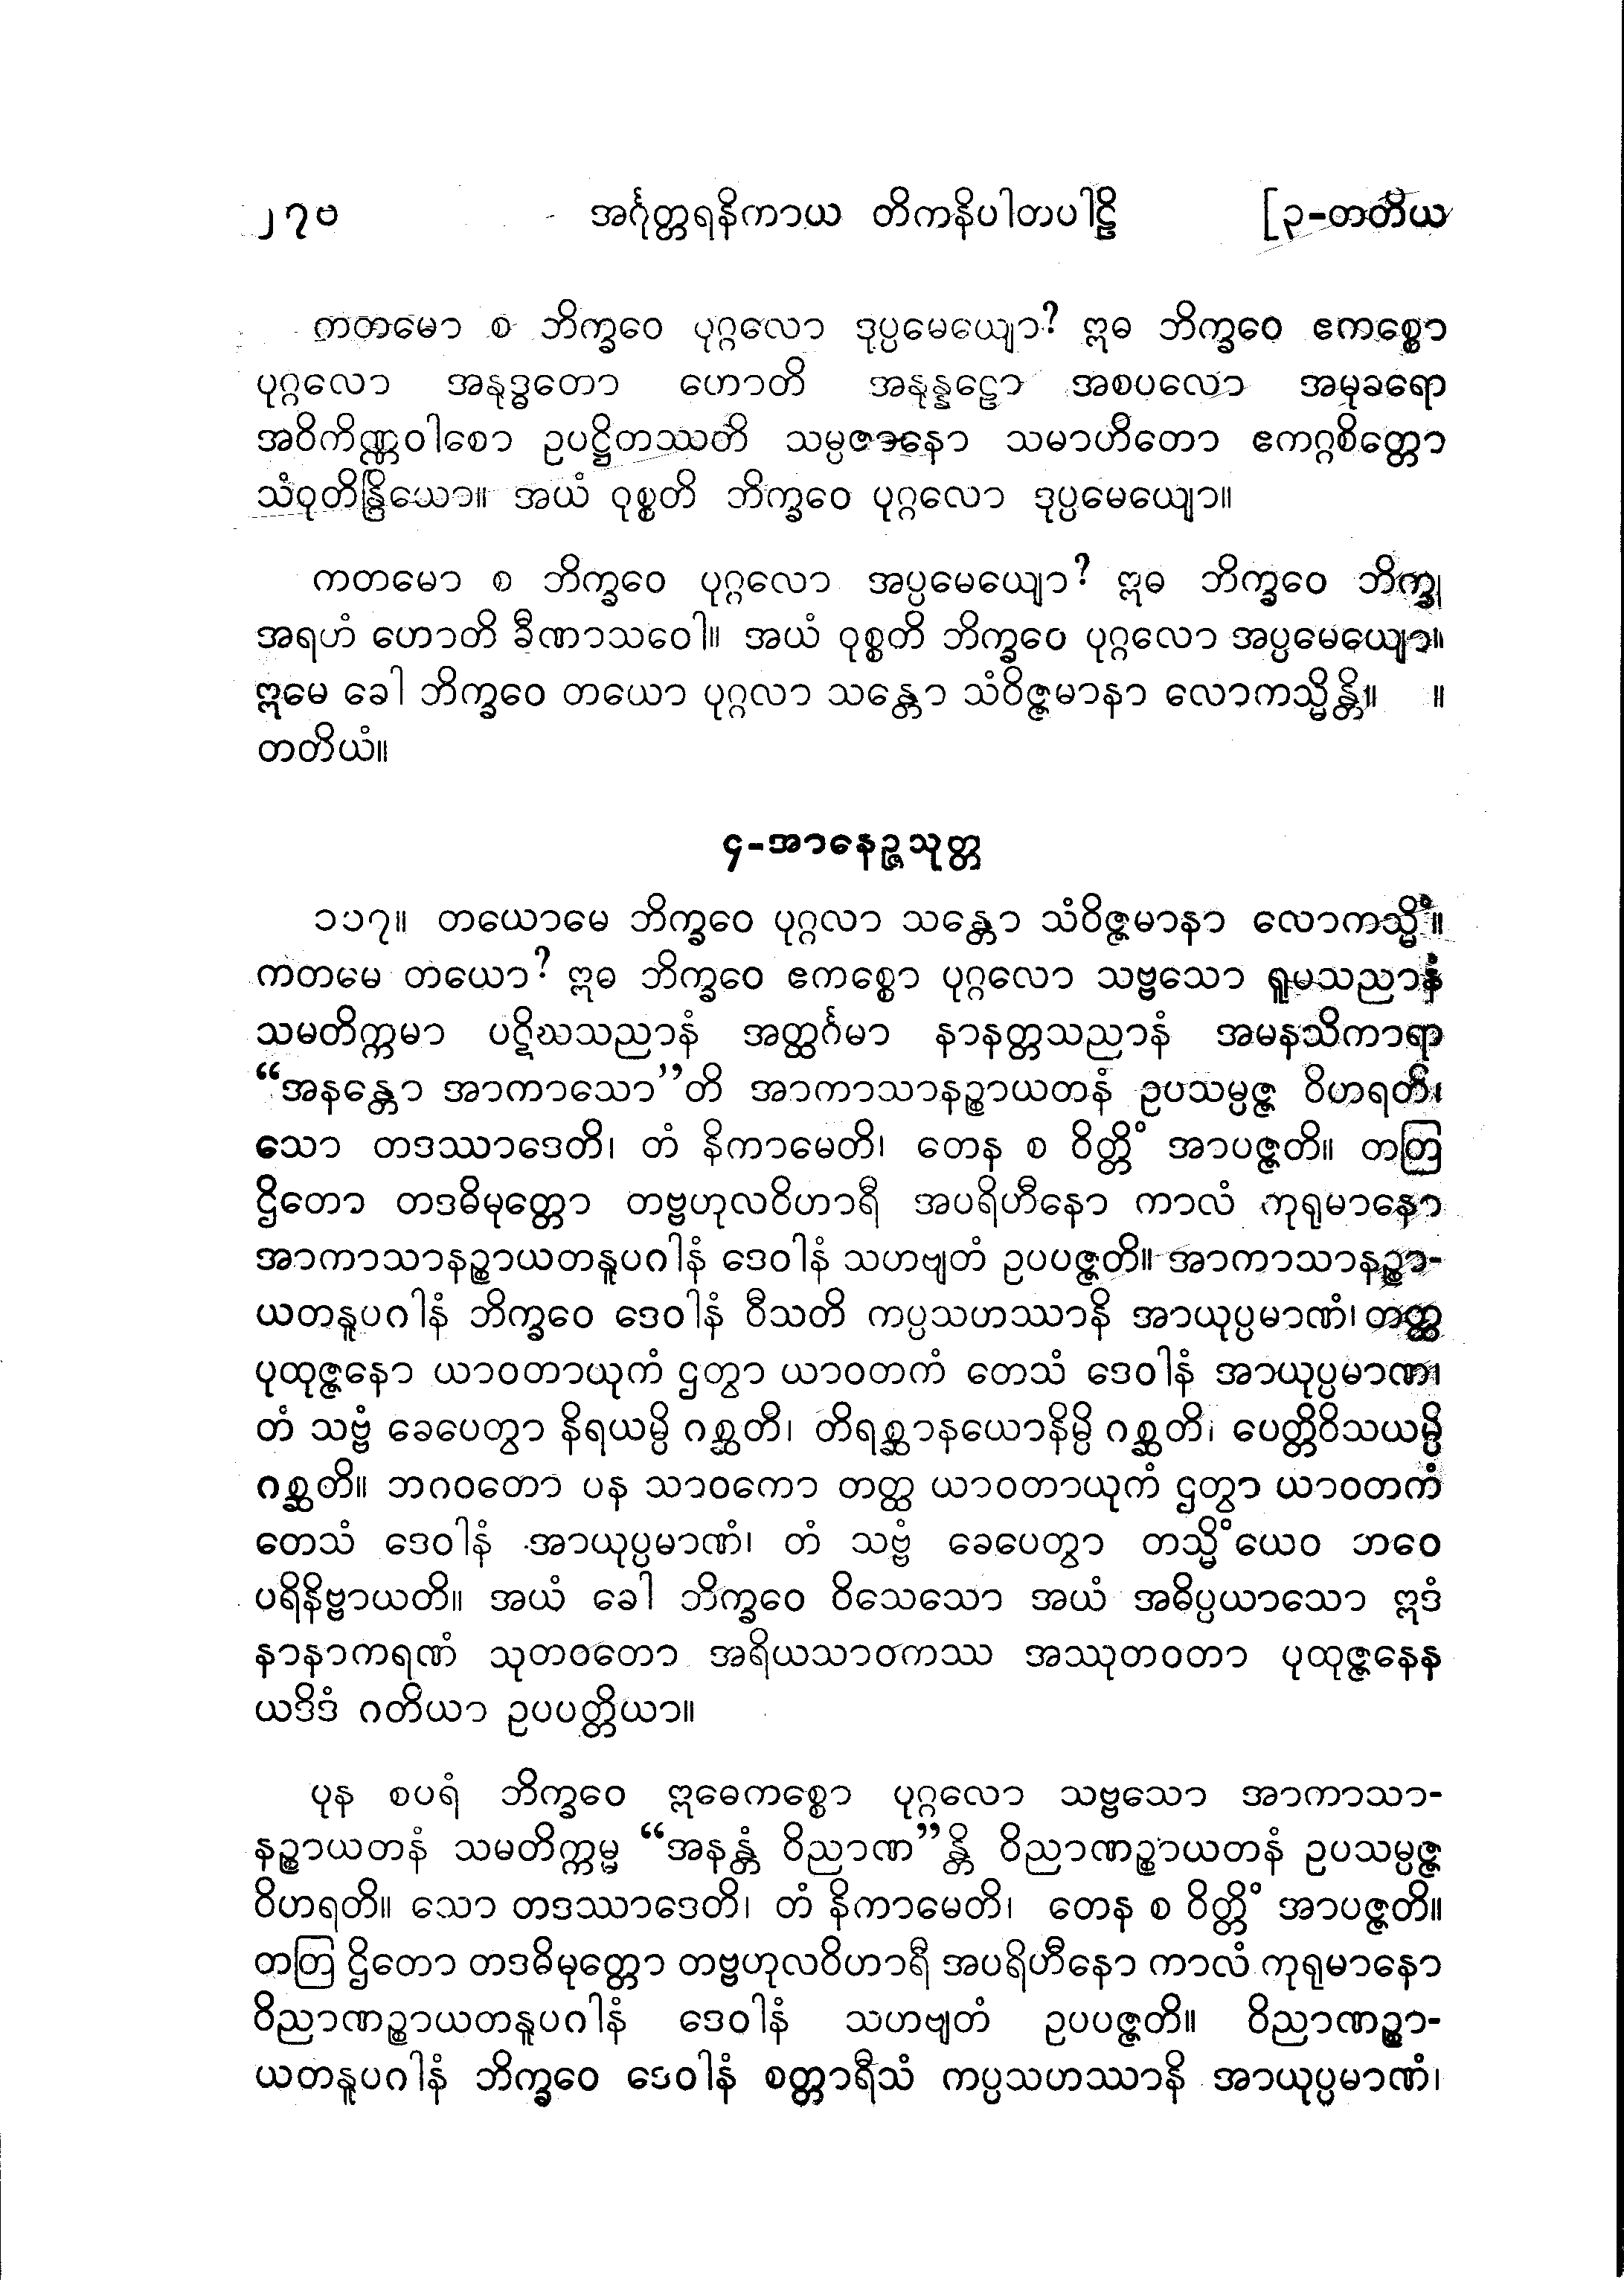 ၂၇၆ အင်္ဂုတ္တရနိကာယ တိကနိပါတပါဠိ [၃-တတိယ
ကတမော စ ဘိက္ခဝေ ပုဂ္ဂလော ဒုပ္ပမေယျော? ဣဓ ဘိက္ခဝေ ဧကစ္စော
ပုဂ္ဂလော အနုဒ္ဓတော ဟောတိ အနုန္နဠော အစပလော အမုခရော
အဝိကိဏ္ဏဝါစော ဥပဋ္ဌိတဿတိ သမ္ပဇာနော သမာဟိတော ဧကဂ္ဂစိတ္တော
သံဝုတိန္ဒြိယော။ အယံ ဝုစ္စတိ ဘိက္ခဝေ ပုဂ္ဂလော ဒုပ္ပမေယျော။
ကတမော စ ဘိက္ခဝေ ပုဂ္ဂလော အပ္ပမေယျော? ဣဓ ဘိက္ခဝေ ဘိက္ခု
အရဟံ ဟောတိ ခီဏာသဝေါ။ အယံ ဝုစ္စတိ ဘိက္ခဝေ ပုဂ္ဂလော အပ္ပမေယျော။
ဣမေ ခေါ ဘိက္ခဝေ တယော ပုဂ္ဂလာ သန္တော သံဝိဇ္ဇမာနာ လောကသ္မိန္တိ။ ။
တတိယံ။
၄-အာနေဉ္ဇသုတ္တ
၁၁၇။ တယောမေ ဘိက္ခဝေ ပုဂ္ဂလာ သန္တော သံဝိဇ္ဇမာနာ လောကသ္မိံ။
ကတမေ တယော? ဣဓ ဘိက္ခဝေ ဧကစ္စော ပုဂ္ဂလော သဗ္ဗသော ရူပသညာနံ
သမတိက္ကမာ ပဋိဃသညာနံ အတ္ထင်္ဂမာ နာနတ္တသညာနံ အမနသိကာရာ
“အနန္တော အာကာသော”တိ အာကာသာနဉ္စာယတနံ ဥပသမ္ပဇ္ဇ ဝိဟရတိ၊
သော တဒဿာဒေတိ၊ တံ နိကာမေတိ၊ တေန စ ဝိတ္တိံ အာပဇ္ဇတိ။ တတြ
ဌိတော တဒဓိမုတ္တော တဗ္ဗဟုလဝိဟာရီ အပရိဟီနော ကာလံ ကုရုမာနော
အာကာသာနဉ္စာယတနူပဂါနံ ဒေဝါနံ သဟဗျတံ ဥပပဇ္ဇတိ။ အာကာသာနဉ္စာ-
ယတနူပဂါနံ ဘိက္ခဝေ ဒေဝါနံ ဝီသတိ ကပ္ပသဟဿာနိ အာယုပ္ပမာဏံ၊ တတ္ထ
ပုထုဇ္ဇနော ယာဝတာယုကံ ဌတွာ ယာဝတကံ တေသံ ဒေဝါနံ အာယုပ္ပမာဏံ၊
တံ သဗ္ဗံ ခေပေတွာ နိရယမ္ပိ ဂစ္ဆတိ၊ တိရစ္ဆာနယောနိမ္ပိ ဂစ္ဆတိ၊ ပေတ္တိဝိသယမ္ပိ
ဂစ္ဆတိ။ ဘဂဝတော ပန သာဝကော တတ္ထ ယာဝတာယုကံ ဌတွာ ယာဝတကံ
တေသံ ဒေဝါနံ အာယုပ္ပမာဏံ၊ တံ သဗ္ဗံ ခေပေတွာ တသ္မိံယေဝ ဘဝေ
ပရိနိဗ္ဗာယတိ။ အယံ ခေါ ဘိက္ခဝေ ဝိသေသော အယံ အဓိပ္ပယာသော ဣဒံ
နာနာကရဏံ သုတဝတော အရိယသာဝကဿ အဿုတဝတာ ပုထုဇ္ဇနေန
ယဒိဒံ ဂတိယာ ဥပပတ္တိယာ။
ပုန စပရံ ဘိက္ခဝေ ဣဓေကစ္စော ပုဂ္ဂလော သဗ္ဗသော အာကာသာ-
နဉ္စာယတနံ သမတိက္ကမ္မ “အနန္တံ ဝိညာဏ”န္တိ ဝိညာဏဉ္စာယတနံ ဥပသမ္ပဇ္ဇ
ဝိဟရတိ။ သော တဒဿာဒေတိ၊ တံ နိကာမေတိ၊ တေန စ ဝိတ္တိံ အာပဇ္ဇတိ။
တတြ ဌိတော တဒဓိမုတ္တော တဗ္ဗဟုလဝိဟာရီ အပရိဟီနော ကာလံ ကုရုမာနော
ဝိညာဏဉ္စာယတနူပဂါနံ ဒေဝါနံ သဟဗျတံ ဥပပဇ္ဇတိ။ ဝိညာဏဉ္စာ-
ယတနူပဂါနံ ဘိက္ခဝေ ဒေဝါနံ စတ္တာရီသံ ကပ္ပသဟဿာနိ အာယုပ္ပမာဏံ၊